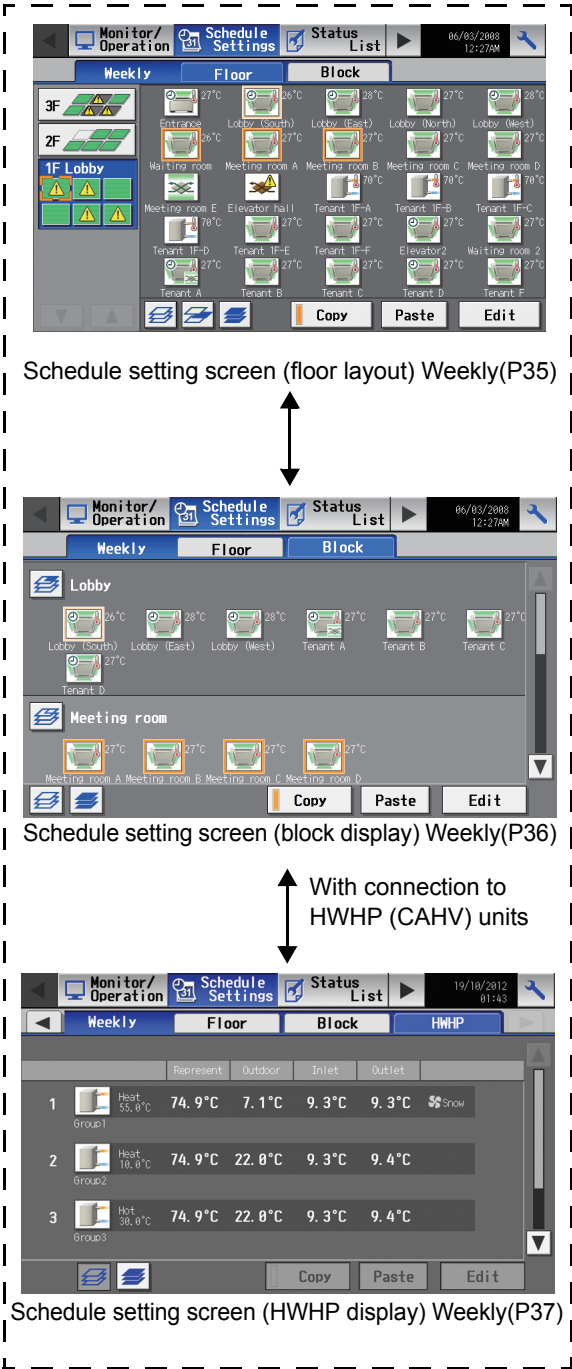 Monitor/ Operation Schedule Settings Status List 06/03/2008 12:27AM
Weekly Floor Block
3F
2F
1F Lobby
27°C 26°C 28°C 27°C 28°C
Entrance Lobby (South) Lobby (East) Lobby (North) Lobby (West)
26°C 27°C 27°C 27°C 27°C
Waiting room Meeting room A Meeting room B Meeting room C Meeting room D
70°C 70°C 70°C
Meeting room E Elevator hall Tenant 1F-A Tenant 1F-B Tenant 1F-C
70°C 27°C 27°C 27°C 27°C
Tenant 1F-D Tenant 1F-E Tenant 1F-F Elevator2 Waiting room 2
27°C 27°C 27°C 27°C 27°C
Tenant A Tenant B Tenant C Tenant D Tenant F
Copy Paste Edit
Schedule setting screen (floor layout) Weekly(P35)
Monitor/ Operation Schedule Settings Status List 06/03/2008 12:27AM
Weekly Floor Block
Lobby
26°C 28°C 28°C 27°C 27°C 27°C
Lobby (South) Lobby (East) Lobby (West) Tenant A Tenant B Tenant C
27°C
Tenant D
Meeting room
27°C 27°C 27°C 27°C
Meeting room A Meeting room B Meeting room C Meeting room D
Copy Paste Edit
Schedule setting screen (block display) Weekly(P36)
With connection to
HWHP (CAHV) units
Monitor/ Operation Schedule Settings Status List 19/10/2012 01:43
Weekly Floor Block HWHP
Represent Outdoor Inlet Outlet
1 Heat 55.0°C 74.9°C 7.1°C 9.3°C 9.3°C Snow
Group1
2 Heat 10.0°C 74.9°C 22.0°C 9.3°C 9.4°C
Group2
3 Hot 30.0°C 74.9°C 22.0°C 9.3°C 9.4°C
Group3
Copy Paste Edit
Schedule setting screen (HWHP display) Weekly(P37)